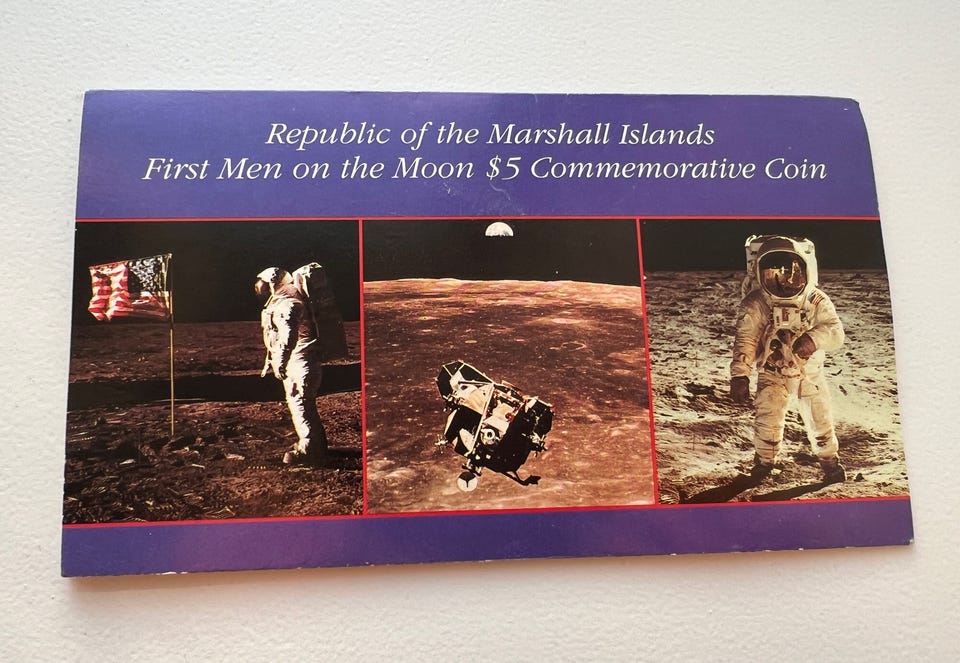 Republic of the Marshall Islands
First Men on the Moon $5 Commemorative Coin